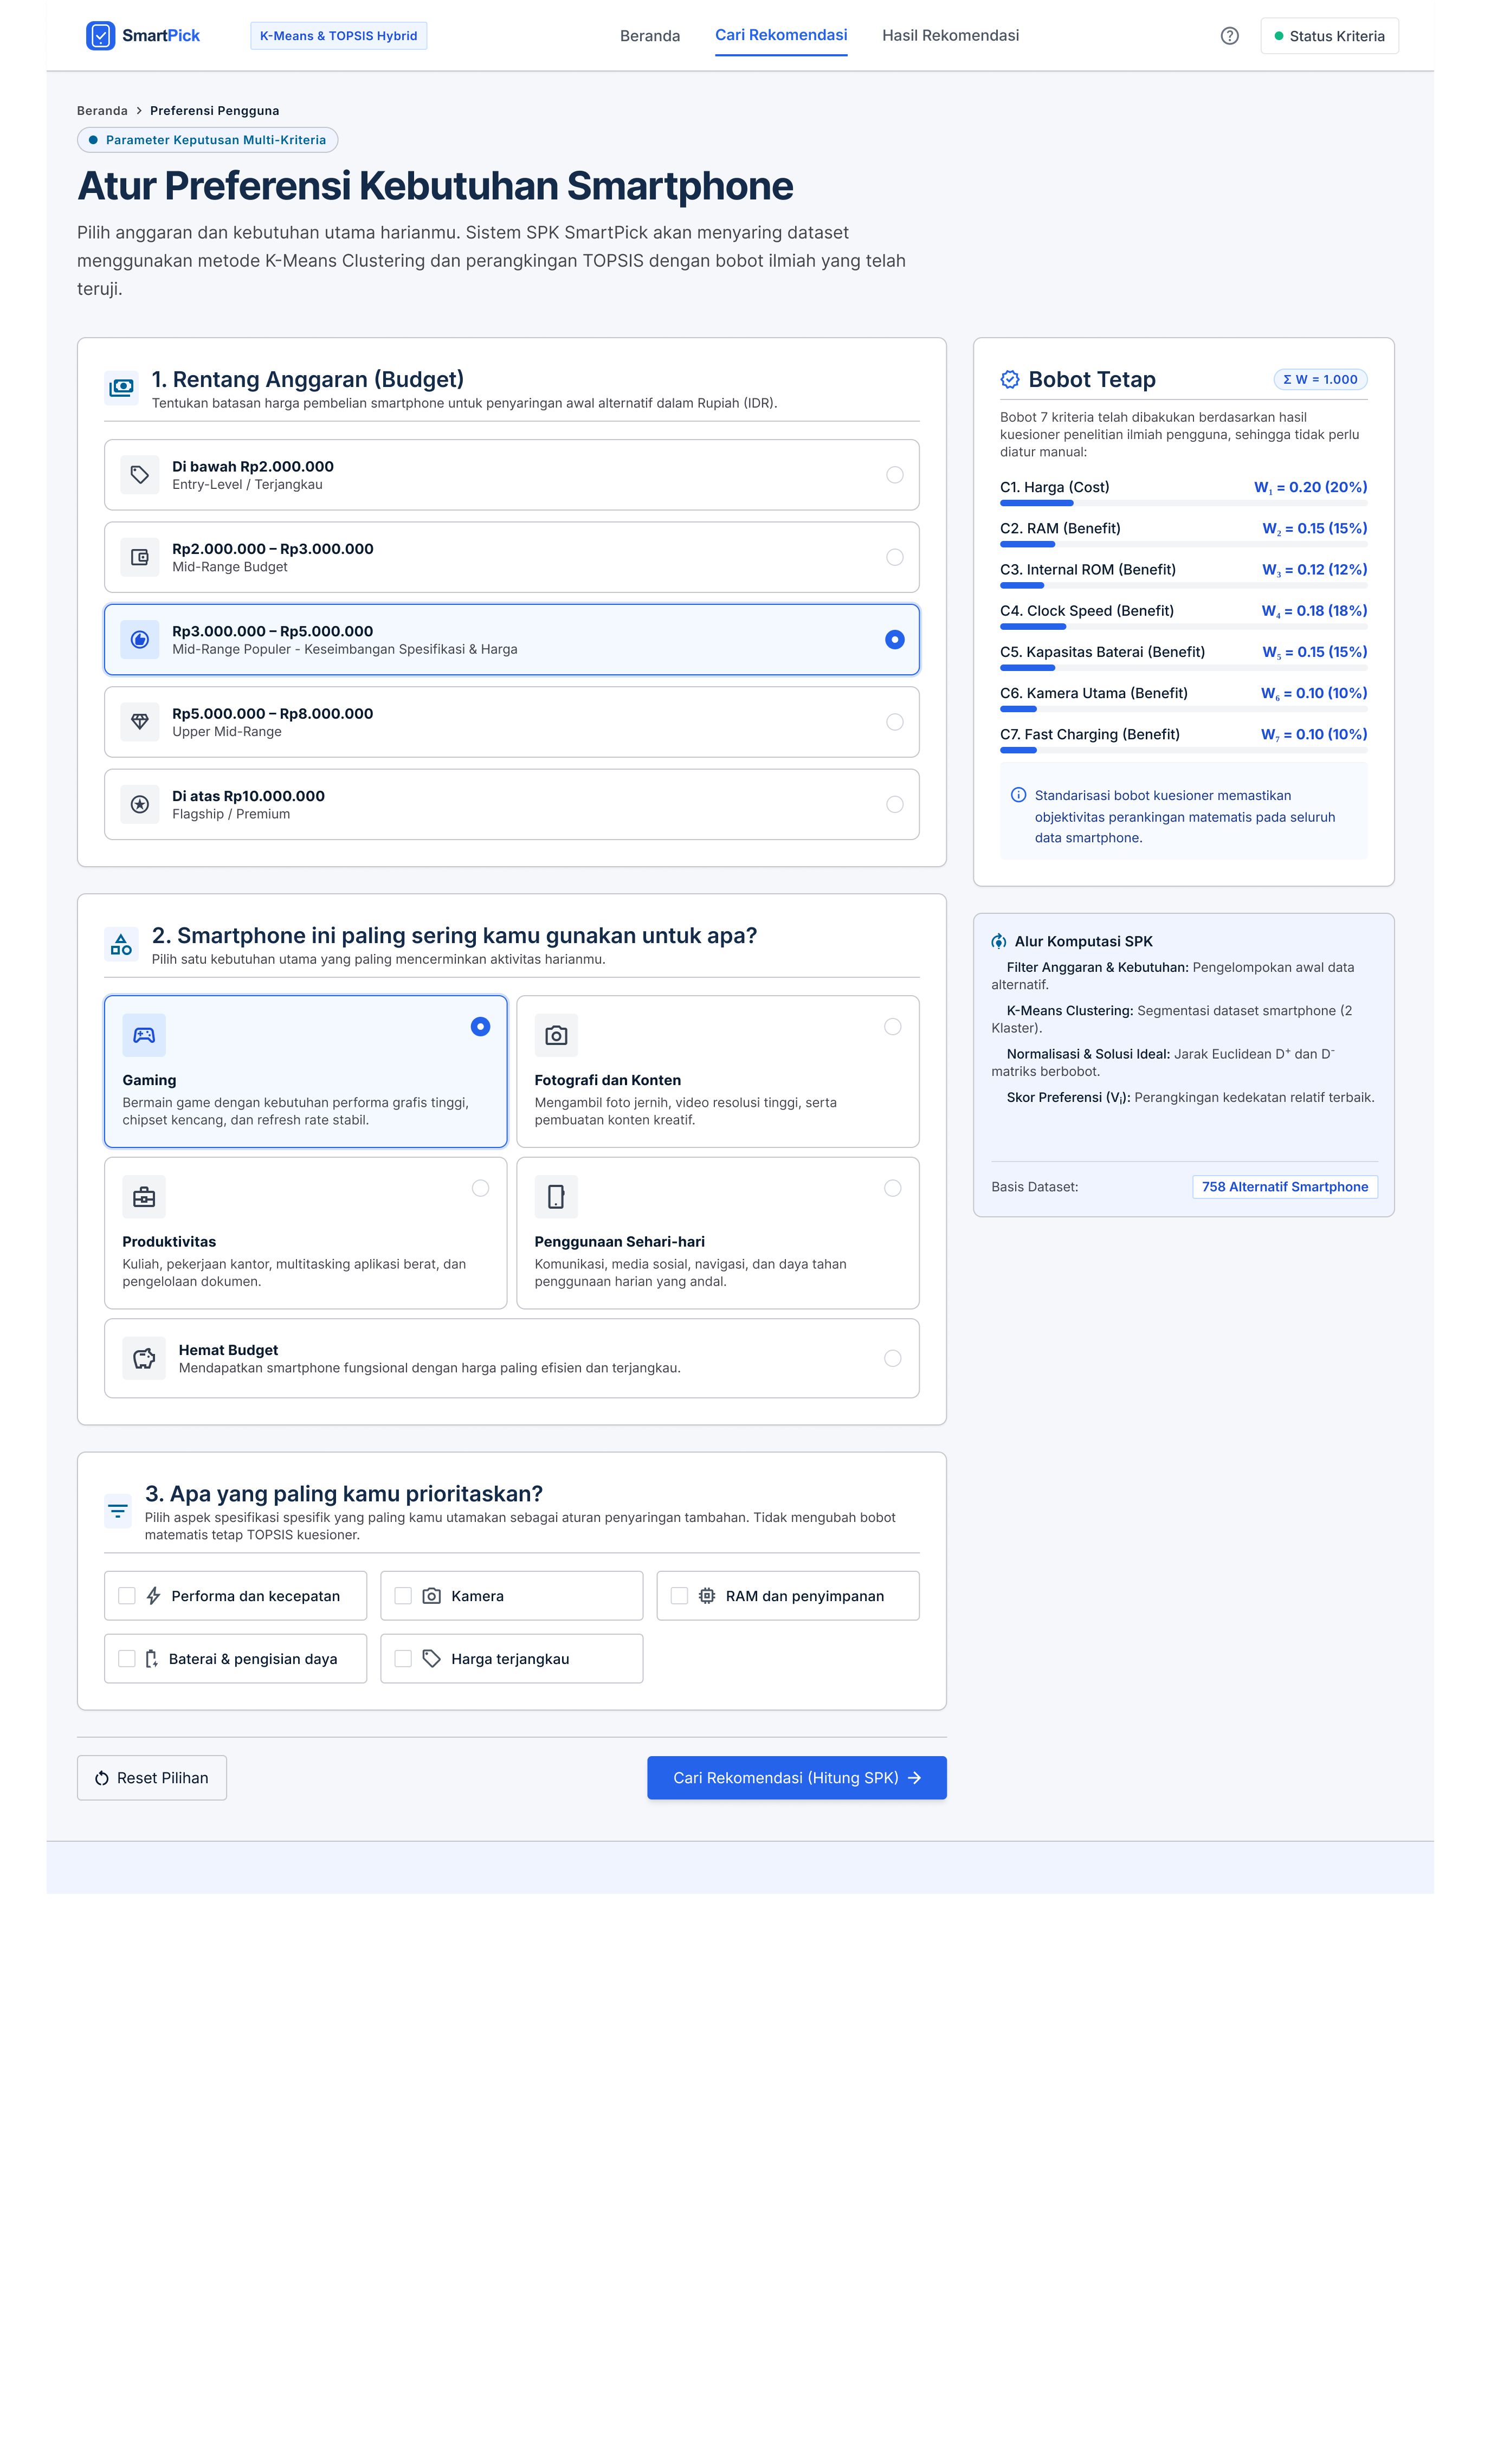 SmartPick
K-Means & TOPSIS Hybrid
Beranda
Cari Rekomendasi
Hasil Rekomendasi
Status Kriteria
Beranda > Preferensi Pengguna
Parameter Keputusan Multi-Kriteria
Atur Preferensi Kebutuhan Smartphone
Pilih anggaran dan kebutuhan utama harianmu. Sistem SPK SmartPick akan menyaring dataset
menggunakan metode K-Means Clustering dan perangkingan TOPSIS dengan bobot ilmiah yang telah
teruji.
1. Rentang Anggaran (Budget)
Tentukan batasan harga pembelian smartphone untuk penyaringan awal alternatif dalam Rupiah (IDR).
Di bawah Rp2.000.000
Entry-Level / Terjangkau
Rp2.000.000 – Rp3.000.000
Mid-Range Budget
Rp3.000.000 – Rp5.000.000
Mid-Range Populer - Keseimbangan Spesifikasi & Harga
Rp5.000.000 – Rp8.000.000
Upper Mid-Range
Di atas Rp10.000.000
Flagship / Premium
2. Smartphone ini paling sering kamu gunakan untuk apa?
Pilih satu kebutuhan utama yang paling mencerminkan aktivitas harianmu.
Gaming
Bermain game dengan kebutuhan performa grafis tinggi,
chipset kencang, dan refresh rate stabil.
Fotografi dan Konten
Mengambil foto jernih, video resolusi tinggi, serta
pembuatan konten kreatif.
Produktivitas
Kuliah, pekerjaan kantor, multitasking aplikasi berat, dan
pengelolaan dokumen.
Penggunaan Sehari-hari
Komunikasi, media sosial, navigasi, dan daya tahan
penggunaan harian yang andal.
Hemat Budget
Mendapatkan smartphone fungsional dengan harga paling efisien dan terjangkau.
3. Apa yang paling kamu prioritaskan?
Pilih aspek spesifikasi spesifik yang paling kamu utamakan sebagai aturan penyaringan tambahan. Tidak mengubah bobot
matematis tetap TOPSIS kuesioner.
Performa dan kecepatan
Kamera
RAM dan penyimpanan
Baterai & pengisian daya
Harga terjangkau
Reset Pilihan
Cari Rekomendasi (Hitung SPK) →
Bobot Tetap
Σ W = 1.000
Bobot 7 kriteria telah dibakukan berdasarkan hasil
kuesioner penelitian ilmiah pengguna, sehingga tidak perlu
diatur manual:
C1. Harga (Cost) W₁ = 0.20 (20%)
C2. RAM (Benefit) W₂ = 0.15 (15%)
C3. Internal ROM (Benefit) W₃ = 0.12 (12%)
C4. Clock Speed (Benefit) W₄ = 0.18 (18%)
C5. Kapasitas Baterai (Benefit) W₅ = 0.15 (15%)
C6. Kamera Utama (Benefit) W₆ = 0.10 (10%)
C7. Fast Charging (Benefit) W₇ = 0.10 (10%)
Standarisasi bobot kuesioner memastikan
objektivitas perankingan matematis pada seluruh
data smartphone.
Alur Komputasi SPK
Filter Anggaran & Kebutuhan: Pengelompokan awal data
alternatif.
K-Means Clustering: Segmentasi dataset smartphone (2
Klaster).
Normalisasi & Solusi Ideal: Jarak Euclidean D⁺ dan D⁻
matriks berbobot.
Skor Preferensi (Vᵢ): Perangkingan kedekatan relatif terbaik.
Basis Dataset: 758 Alternatif Smartphone